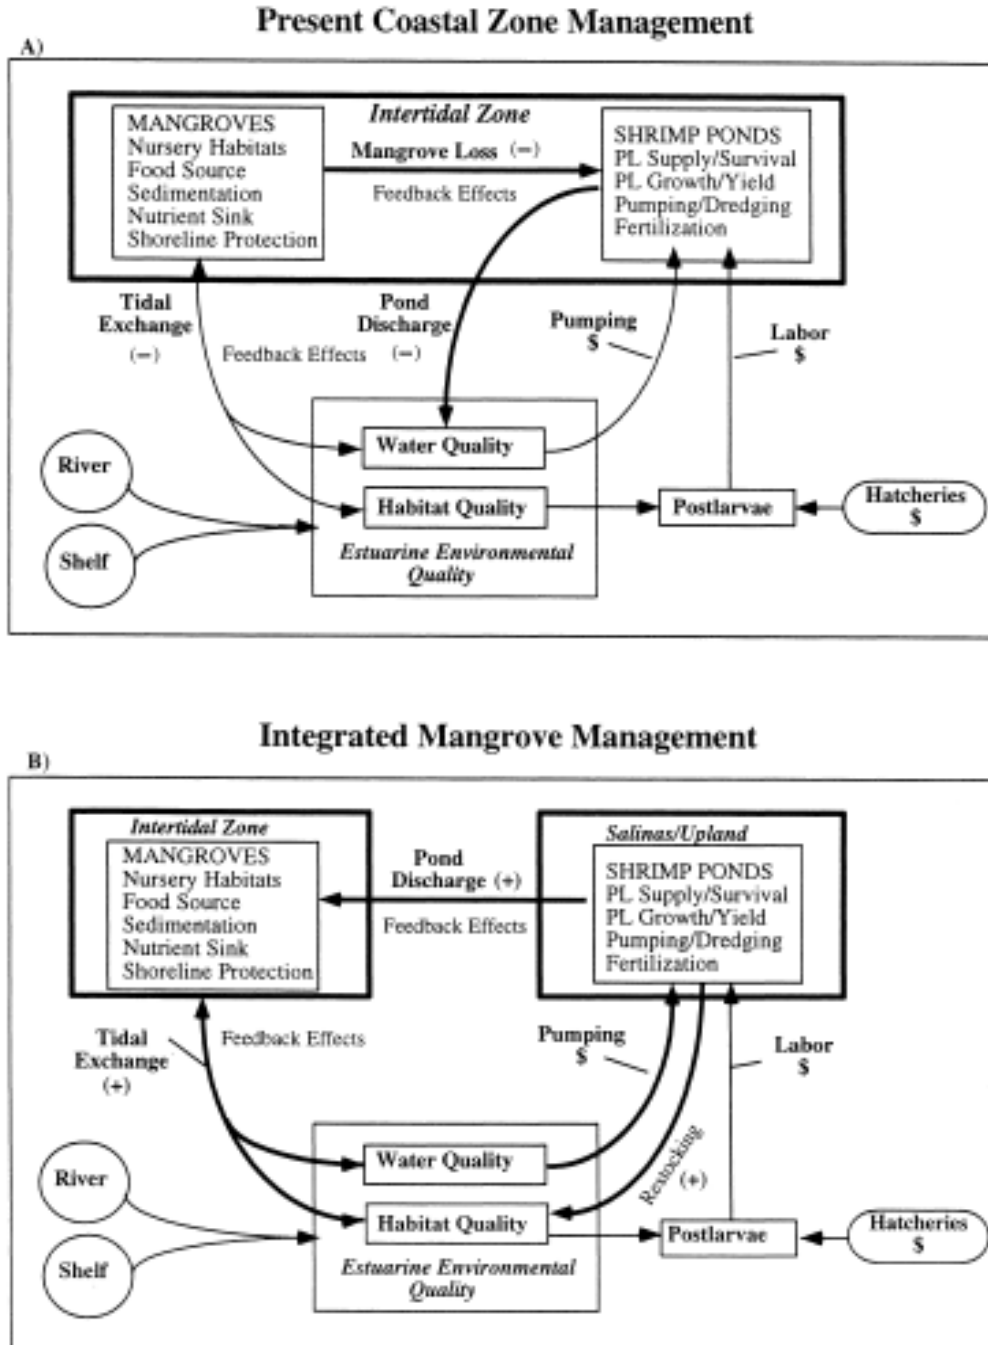 Present Coastal Zone Management
A)
Intertidal Zone
MANGROVES
Nursery Habitats
Food Source
Sedimentation
Nutrient Sink
Shoreline Protection
Mangrove Loss (−)
Feedback Effects
SHRIMP PONDS
PL Supply/Survival
PL Growth/Yield
Pumping/Dredging
Fertilization
Tidal
Exchange
(−)
Feedback Effects
Pond
Discharge
(−)
Pumping
$
Labor
$
River
Shelf
Water Quality
Habitat Quality
Estuarine Environmental
Quality
Postlarvae
Hatcheries
$
Integrated Mangrove Management
B)
Intertidal Zone
MANGROVES
Nursery Habitats
Food Source
Sedimentation
Nutrient Sink
Shoreline Protection
Pond
Discharge (+)
Feedback Effects
Salinas/Upland
SHRIMP PONDS
PL Supply/Survival
PL Growth/Yield
Pumping/Dredging
Fertilization
Tidal
Exchange
(+)
Feedback Effects
Pumping
$
Labor
$
Restocking
(+)
River
Shelf
Water Quality
Habitat Quality
Estuarine Environmental
Quality
Postlarvae
Hatcheries
$